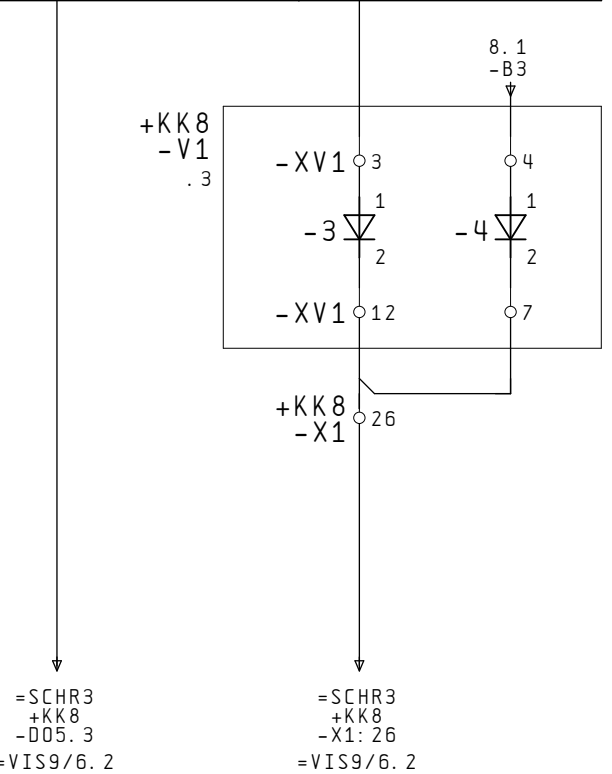 8.1
-B3
+KK8
-V1
.3
-XV1 3
4
1
1
-3
-4
2
2
-XV1 12
7
+KK8
-X1
26
=SCHR3
+KK8
-D05.3
=VIS9/6.2
=SCHR3
+KK8
-X1:26
=VIS9/6.2